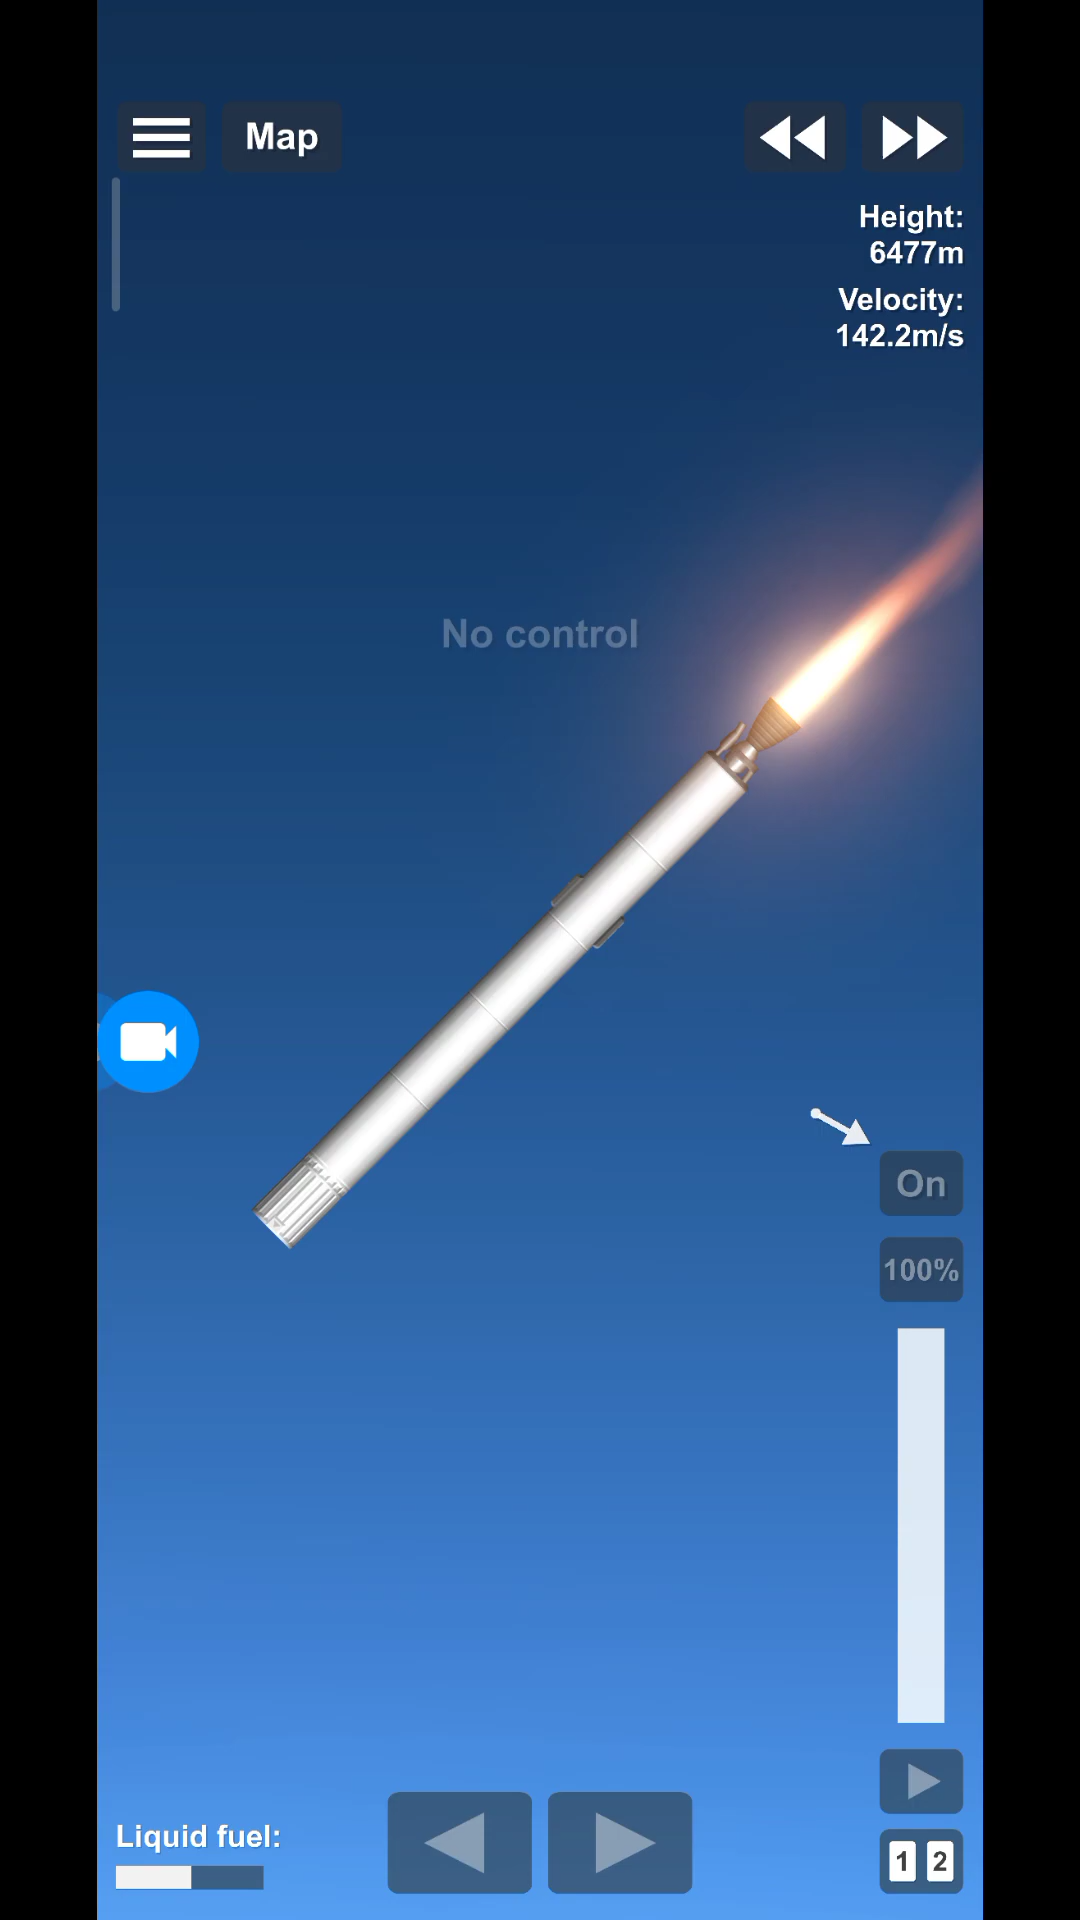 Map
Height:
6477m
Velocity:
142.2m/s
No control
On
100%
Liquid fuel:
1 2